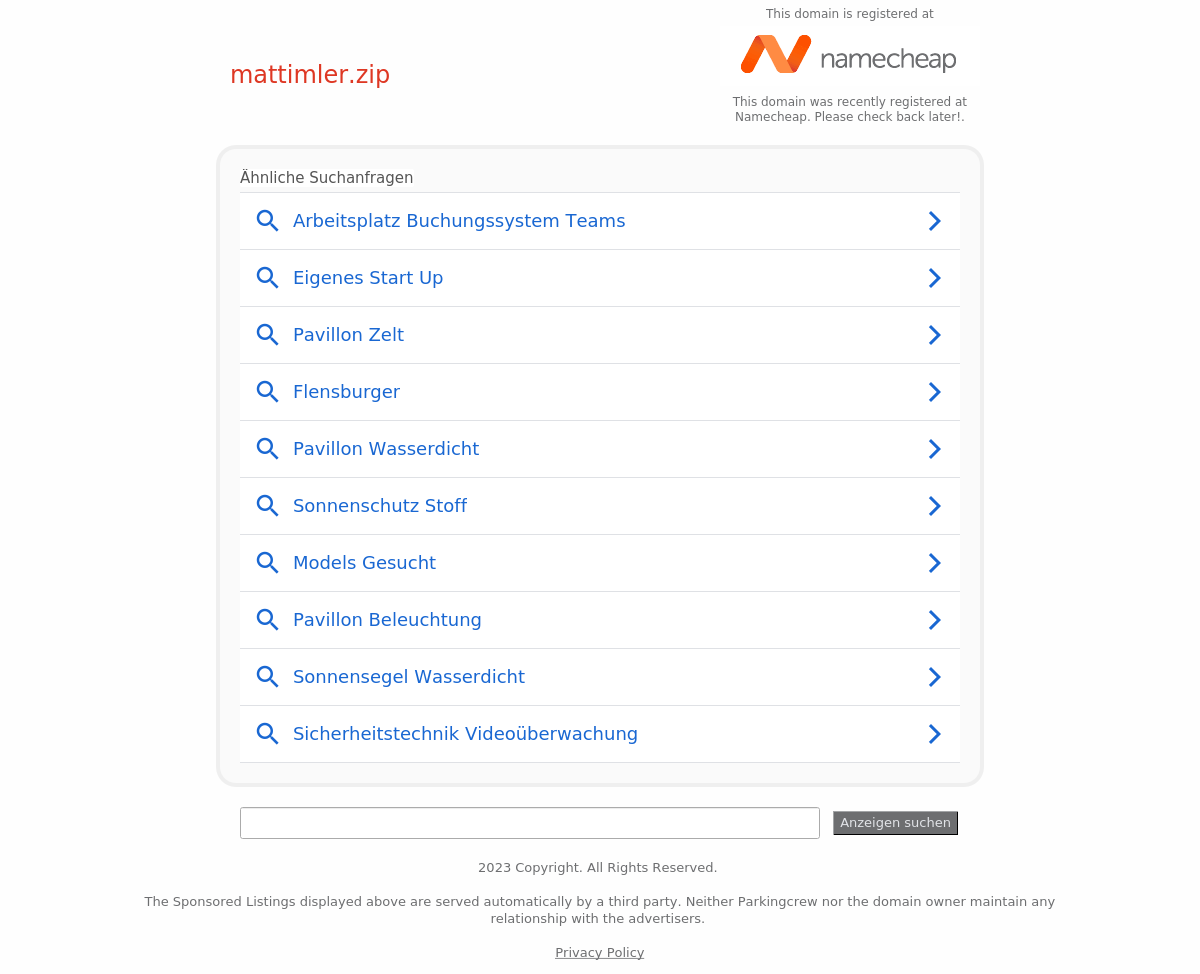 This domain is registered at
namecheap
mattimler.zip
This domain was recently registered at
Namecheap. Please check back later!.
Ähnliche Suchanfragen
Arbeitsplatz Buchungssystem Teams
Eigenes Start Up
Pavillon Zelt
Flensburger
Pavillon Wasserdicht
Sonnenschutz Stoff
Models Gesucht
Pavillon Beleuchtung
Sonnensegel Wasserdicht
Sicherheitstechnik Videoüberwachung
Anzeigen suchen
2023 Copyright. All Rights Reserved.
The Sponsored Listings displayed above are served automatically by a third party. Neither Parkingcrew nor the domain owner maintain any
relationship with the advertisers.
Privacy Policy